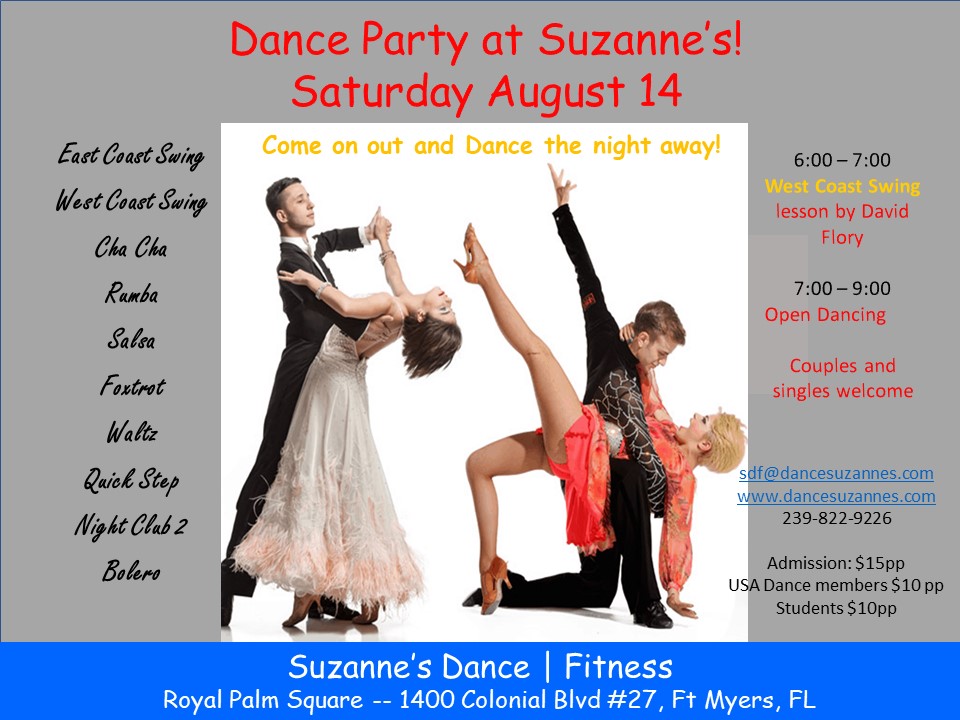 Dance Party at Suzanne’s!
Saturday August 14
Come on out and Dance the night away!
East Coast Swing
West Coast Swing
Cha Cha
Rumba
Salsa
Foxtrot
Waltz
Quick Step
Night Club 2
Bolero
6:00 – 7:00
West Coast Swing
lesson by David
Flory
7:00 – 9:00
Open Dancing
Couples and
singles welcome
sdf@dancesuzannes.com
www.dancesuzannes.com
239-822-9226
Admission: $15pp
USA Dance members $10 pp
Students $10pp
Suzanne’s Dance | Fitness
Royal Palm Square -- 1400 Colonial Blvd #27, Ft Myers, FL